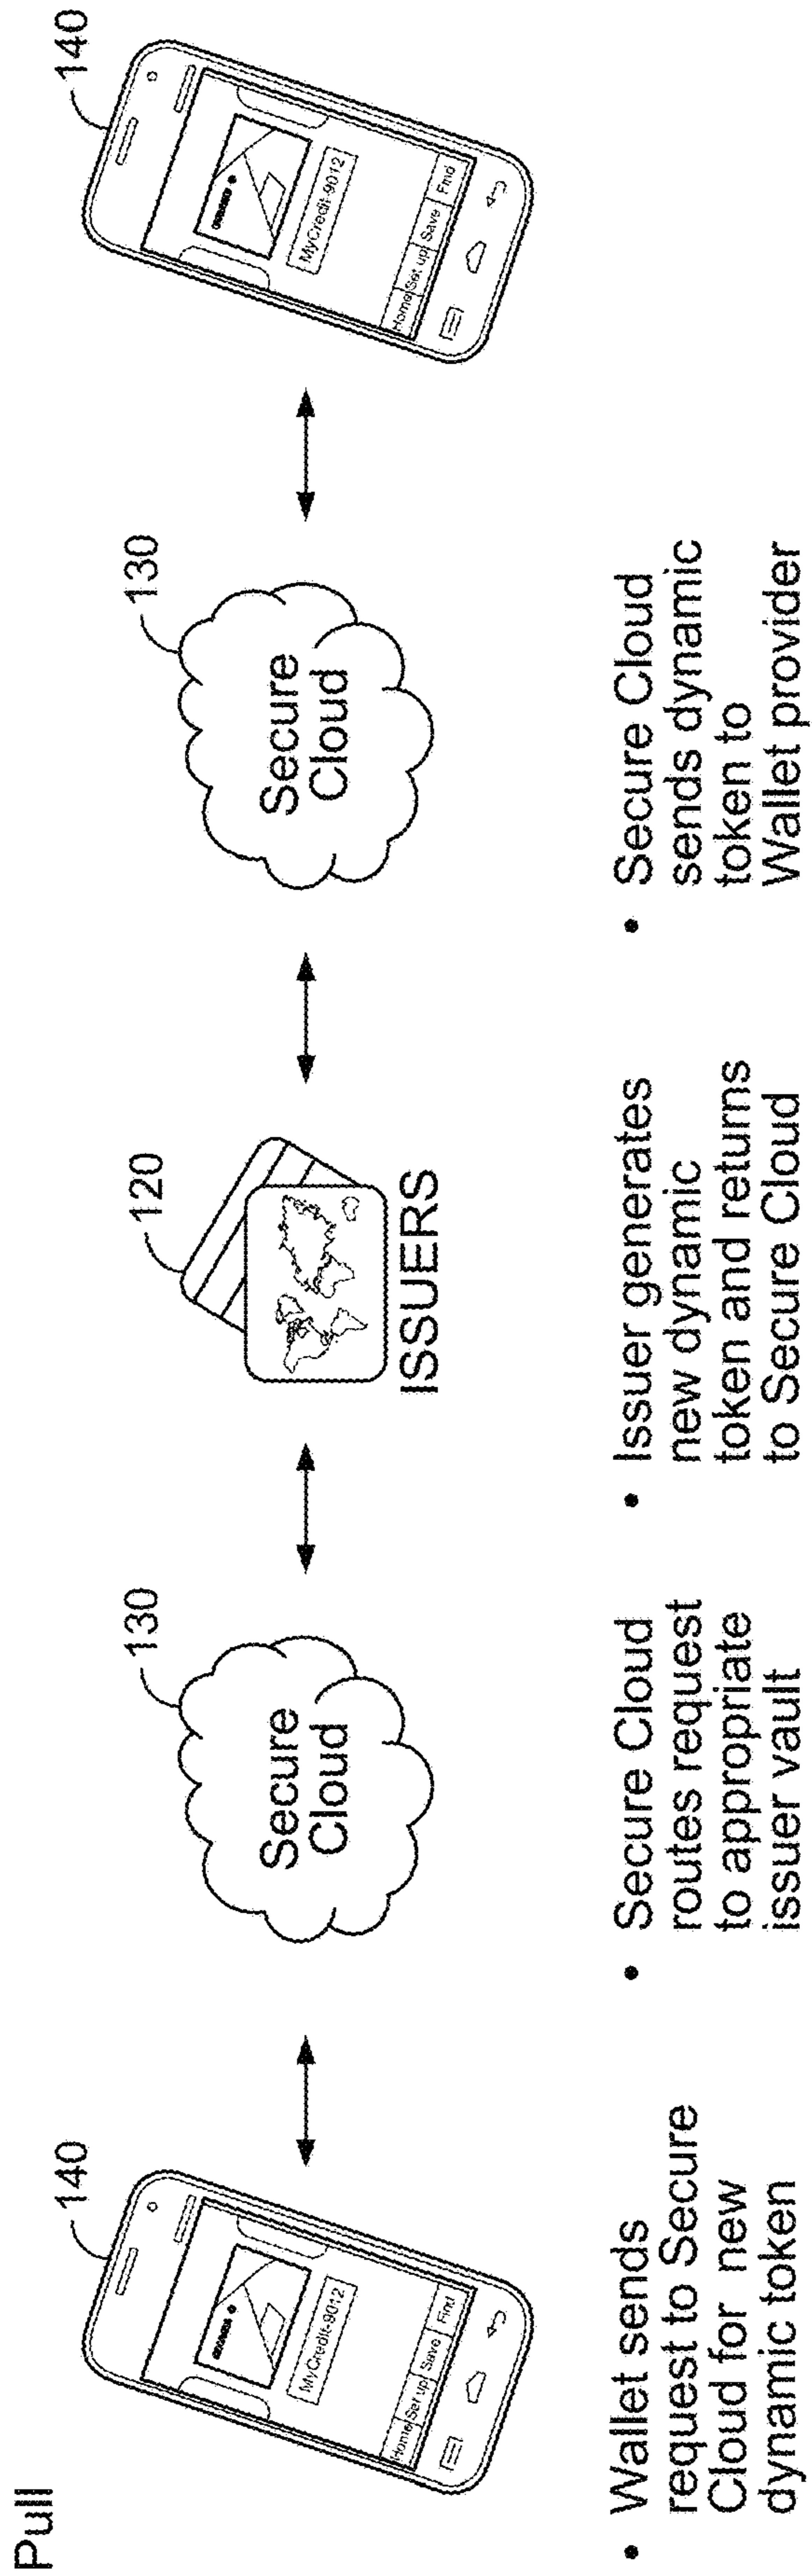 Pull
140
MyCredit-9012
Home Set up Save Find
130
Secure
Cloud
120
ISSUERS
130
Secure
Cloud
140
MyCredit-9012
Home Set up Save Find
• Wallet sends
request to Secure
Cloud for new
dynamic token
• Secure Cloud
routes request
to appropriate
issuer vault
• Issuer generates
new dynamic
token and returns
to Secure Cloud
• Secure Cloud
sends dynamic
token to
Wallet provider